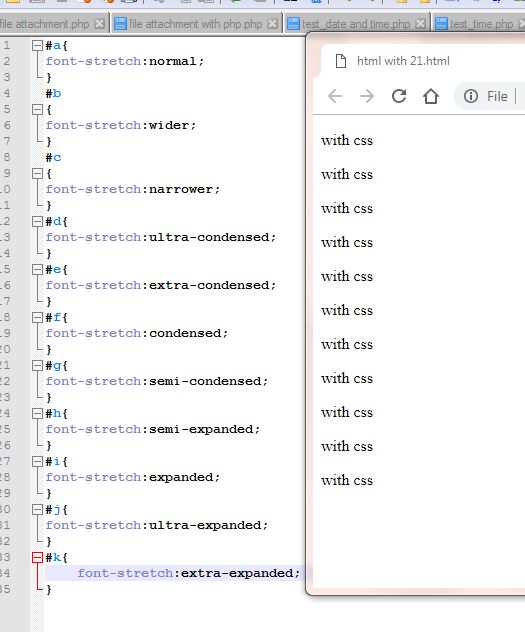 file attachment.php file attachment with php.php test_date and time.php test_time.php
html with 21.html
File
1 #a{
2 font-stretch:normal;
3 }
4 #b
5 {
6 font-stretch:wider;
7 }
8 #c
9 {
10 font-stretch:narrower;
11 }
12 #d{
13 font-stretch:ultra-condensed;
14 }
15 #e{
16 font-stretch:extra-condensed;
17 }
18 #f{
19 font-stretch:condensed;
20 }
21 #g{
22 font-stretch:semi-condensed;
23 }
24 #h{
25 font-stretch:semi-expanded;
26 }
27 #i{
28 font-stretch:expanded;
29 }
30 #j{
31 font-stretch:ultra-expanded;
32 }
33 #k{
34 font-stretch:extra-expanded;
35 }
with css
with css
with css
with css
with css
with css
with css
with css
with css
with css
with css